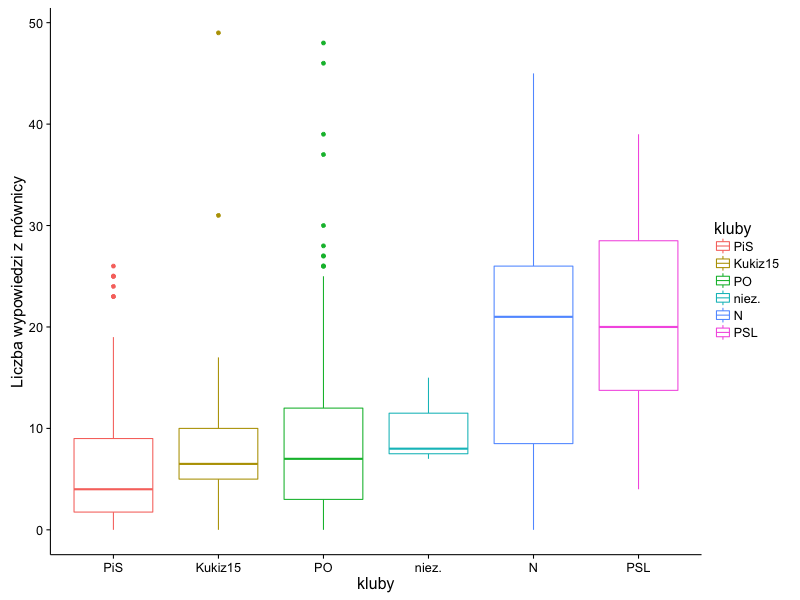 50
40
30
20
10
0
Liczba wypowiedzi z mównicy
PiS
Kukiz15
PO
niez.
N
PSL
kluby
kluby
PiS
Kukiz15
PO
niez.
N
PSL